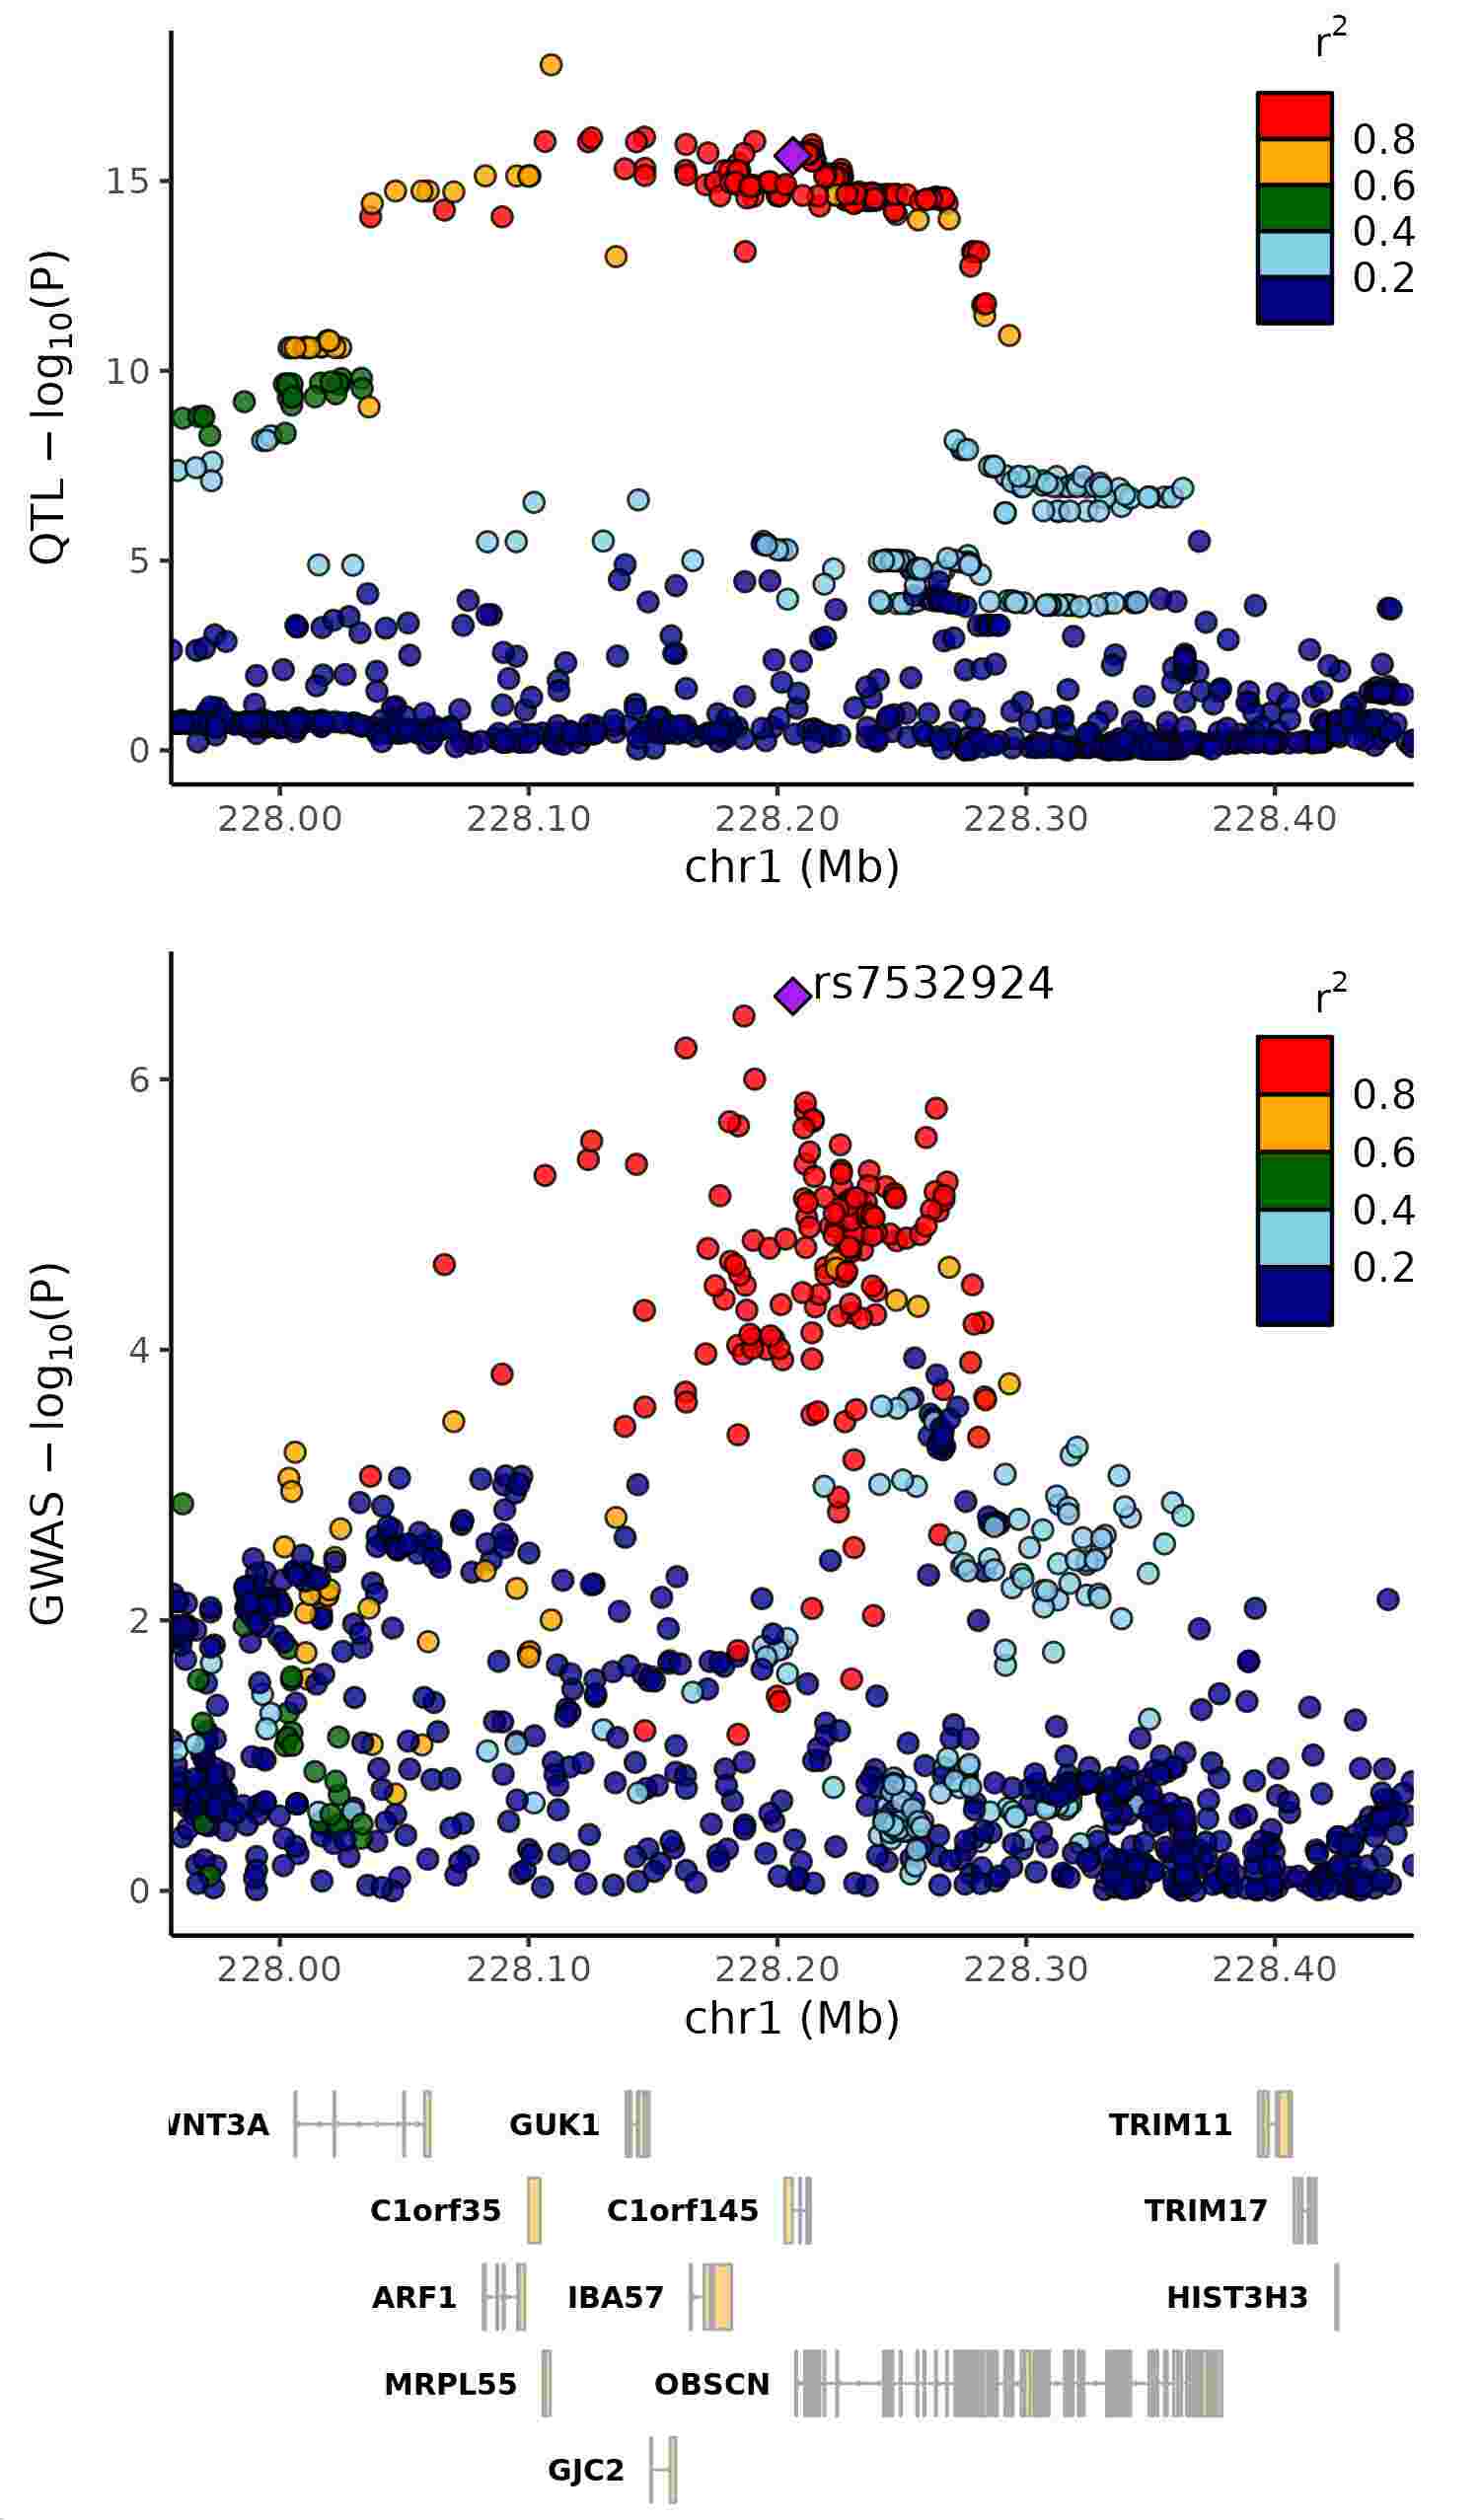 r2
0.8
0.6
0.4
0.2
QTL − log10(P)
15
10
5
0
228.00 228.10 228.20 228.30 228.40
chr1 (Mb)
rs7532924
r2
0.8
0.6
0.4
0.2
GWAS − log10(P)
6
4
2
0
228.00 228.10 228.20 228.30 228.40
chr1 (Mb)
WNT3A GUK1 TRIM11
C1orf35 C1orf145 TRIM17
ARF1 IBA57 HIST3H3
MRPL55 OBSCN
GJC2